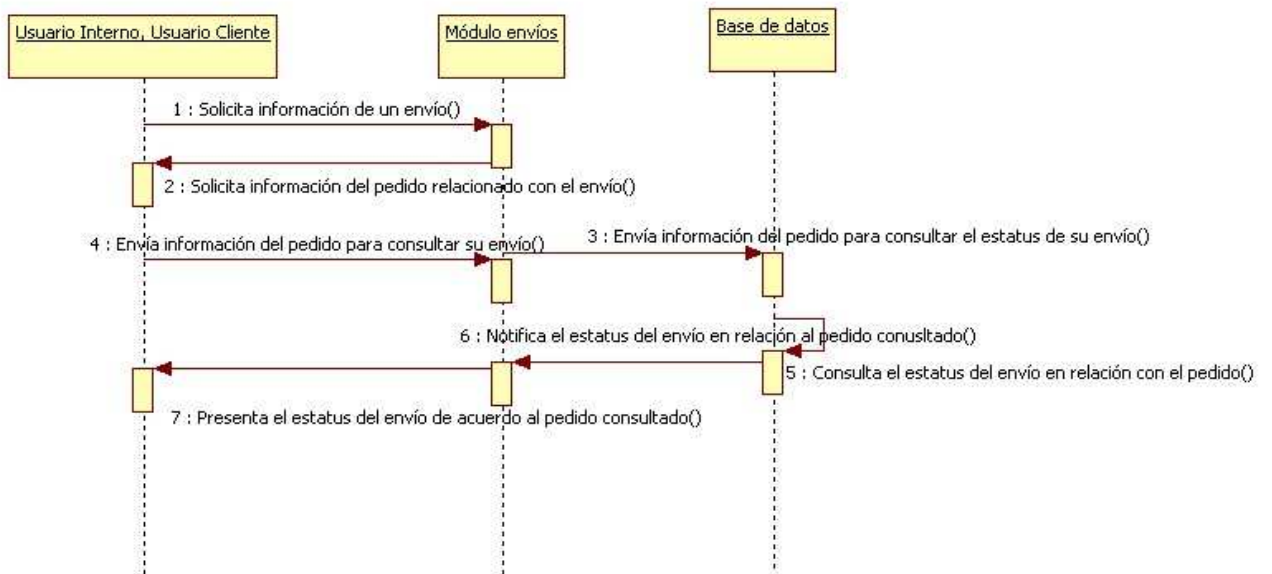 Usuario Interno, Usuario Cliente
Módulo envíos
Base de datos
1 : Solicita información de un envío()
2 : Solicita información del pedido relacionado con el envío()
3 : Envía información del pedido para consultar el estatus de su envío()
4 : Envía información del pedido para consultar su envío()
6 : Notifica el estatus del envío en relación al pedido conusltado()
5 : Consulta el estatus del envío en relación con el pedido()
7 : Presenta el estatus del envío de acuerdo al pedido consultado()